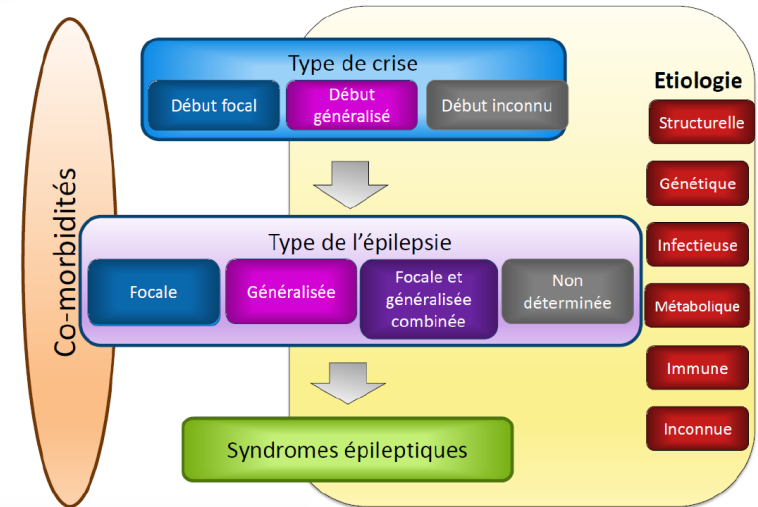 Co-morbidités
Type de crise
Début focal
Début
généralisé
Début inconnu
Type de l'épilepsie
Focale
Généralisée
Focale et
généralisée
combinée
Non
déterminée
Syndromes épileptiques
Etiologie
Structurelle
Génétique
Infectieuse
Métabolique
Immune
Inconnue